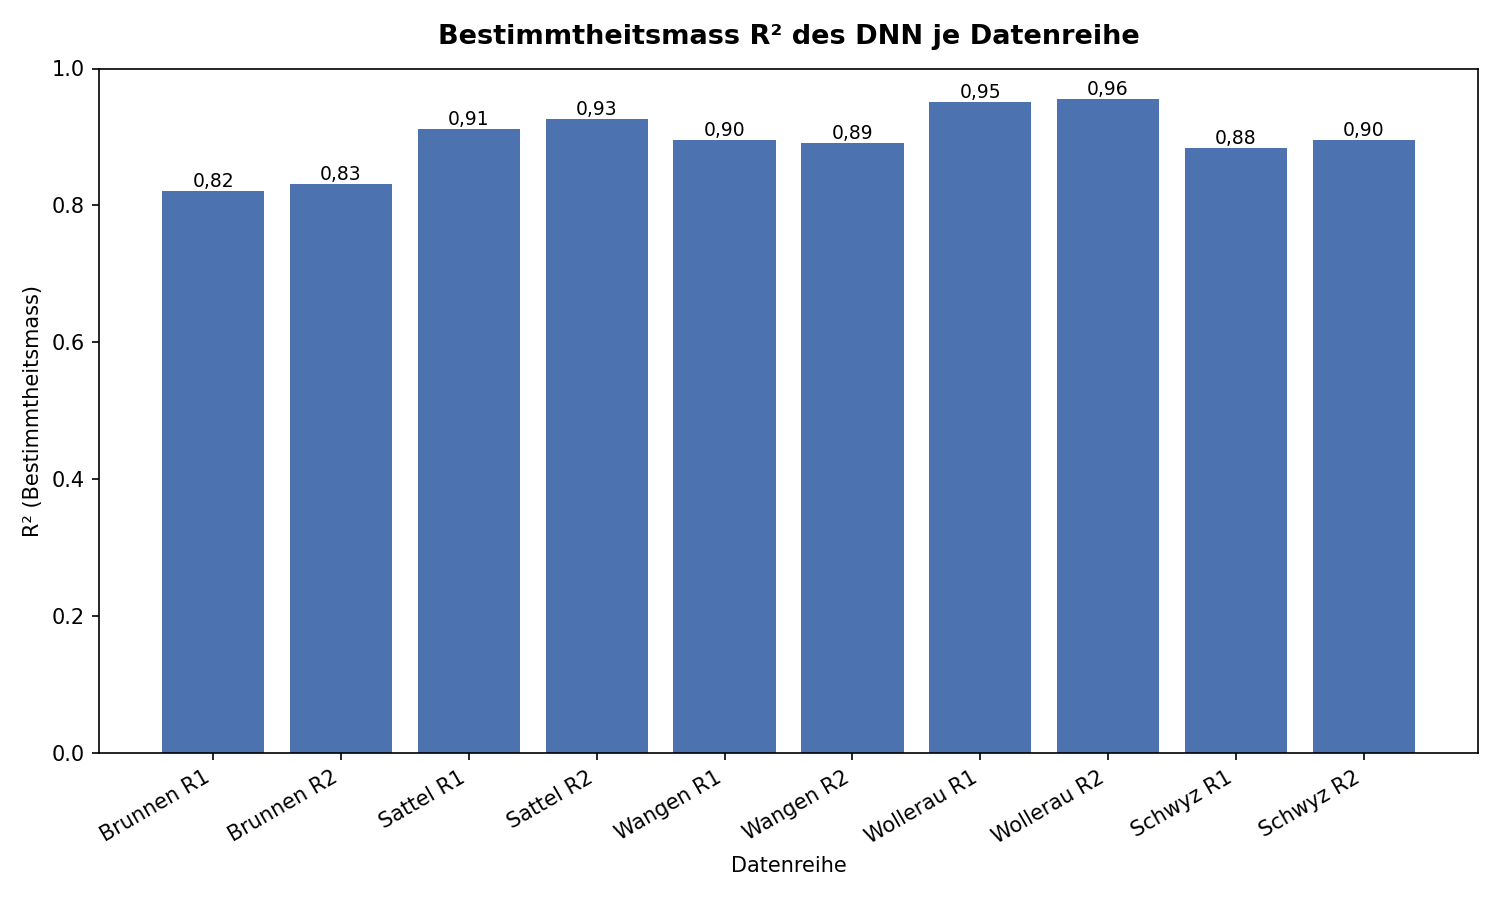 Bestimmtheitsmass R² des DNN je Datenreihe
R² (Bestimmtheitsmass)
1.0
0.8
0.6
0.4
0.2
0.0
0,82
0,83
0,91
0,93
0,90
0,89
0,95
0,96
0,88
0,90
Brunnen R1
Brunnen R2
Sattel R1
Sattel R2
Wangen R1
Wangen R2
Wollerau R1
Wollerau R2
Schwyz R1
Schwyz R2
Datenreihe